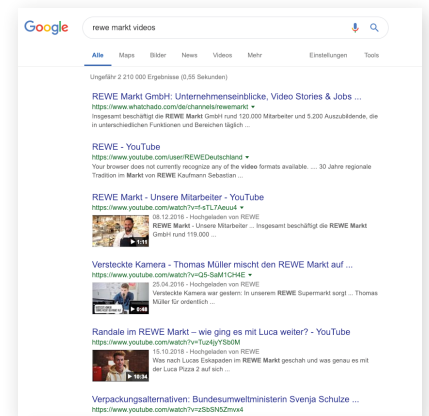 Google
rewe markt videos
Alle Maps Bilder News Videos Mehr Einstellungen Tools
Ungefähr 2 210 000 Ergebnisse (0,55 Sekunden)
REWE Markt GmbH: Unternehmenseinblicke, Video Stories & Jobs ...
https://www.whatchado.com/de/channels/rewemarkt
Insgesamt beschäftigt die REWE Markt GmbH rund 120.000 Mitarbeiter und 5.200 Auszubildende, die
in unterschiedlichen Funktionen und Bereichen täglich ...
REWE - YouTube
https://www.youtube.com/user/REWEDeutschland
Your browser does not currently recognize any of the video formats available. .... 30 Jahre regionale
Tradition im Markt von REWE Kaufmann Sebastian ...
REWE Markt - Unsere Mitarbeiter - YouTube
https://www.youtube.com/watch?v=f-sTL7Aeuu4
08.12.2016 - Hochgeladen von REWE
REWE Markt - Unsere Mitarbeiter ... Insgesamt beschäftigt die REWE Markt
GmbH rund 119.000 ...
1:11
Versteckte Kamera - Thomas Müller mischt den REWE Markt auf ...
https://www.youtube.com/watch?v=Q5-SaM1CH4E
25.04.2016 - Hochgeladen von REWE
Versteckte Kamera war gestern: In unserem REWE Supermarkt sorgt ... Thomas
Müller für ordentlich ...
0:48
Randale im REWE Markt – wie ging es mit Luca weiter? - YouTube
https://www.youtube.com/watch?v=Tuz4jyYSb0M
15.10.2018 - Hochgeladen von REWE
Was nach Lucas Eskapaden im REWE Markt geschah und was genau es mit
der Luca Pizza 2 auf sich ...
10:34
Verpackungsalternativen: Bundesumweltministerin Svenja Schulze ...
https://www.youtube.com/watch?v=zSbSN5Zmvx4